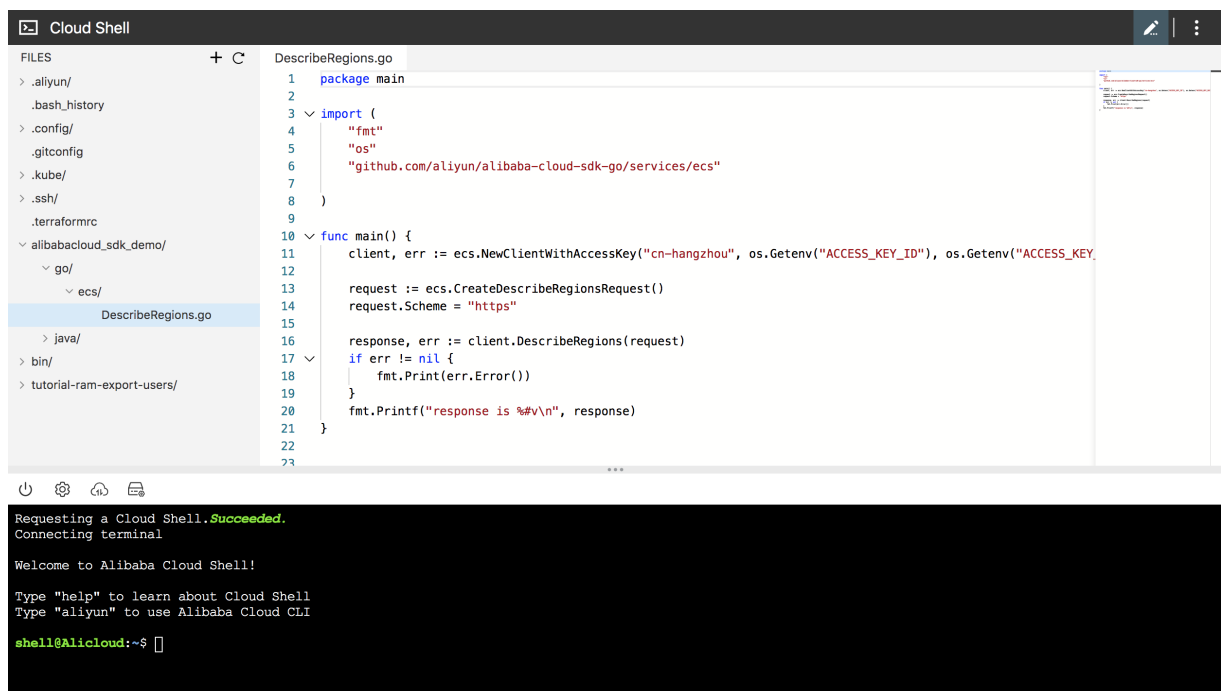 Cloud Shell
FILES
.aliyun/
.bash_history
.config/
.gitconfig
.kube/
.ssh/
.terraformrc
alibabacloud_sdk_demo/
go/
ecs/
DescribeRegions.go
java/
bin/
tutorial-ram-export-users/
DescribeRegions.go
1 package main
2
3 import (
4 "fmt"
5 "os"
6 "github.com/aliyun/alibaba-cloud-sdk-go/services/ecs"
7
8 )
9
10 func main() {
11 client, err := ecs.NewClientWithAccessKey("cn-hangzhou", os.Getenv("ACCESS_KEY_ID"), os.Getenv("ACCESS_KEY_
12
13 request := ecs.CreateDescribeRegionsRequest()
14 request.Scheme = "https"
15
16 response, err := client.DescribeRegions(request)
17 if err != nil {
18 fmt.Print(err.Error())
19 }
20 fmt.Printf("response is %#v\n", response)
21 }
22
23
Requesting a Cloud Shell.Succeeded.
Connecting terminal
Welcome to Alibaba Cloud Shell!
Type "help" to learn about Cloud Shell
Type "aliyun" to use Alibaba Cloud CLI
shell@Alicloud:~$